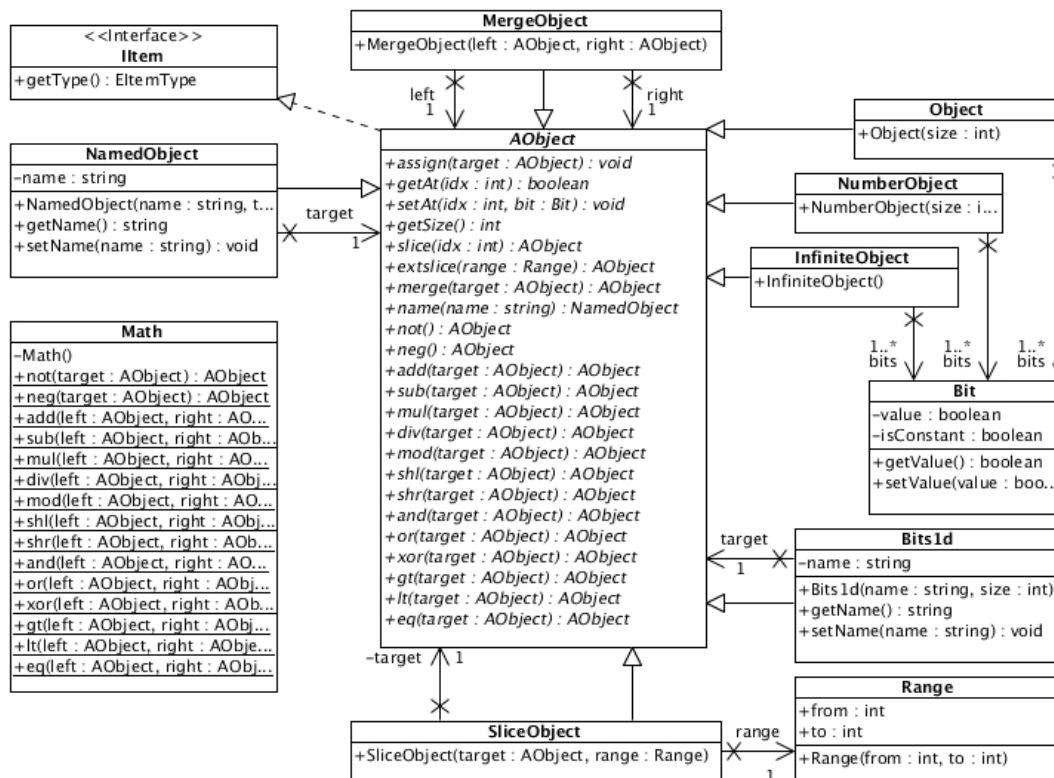 MergeObject
+MergeObject(left : AObject, right : AObject)
<<Interface>>
IItem
+getType() : EItemType
left
1
right
1
NamedObject
-name : string
+NamedObject(name : string, t...
+getName() : string
+setName(name : string) : void
target
1
AObject
+assign(target : AObject) : void
+getAt(idx : int) : boolean
+setAt(idx : int, bit : Bit) : void
+getSize() : int
+slice(idx : int) : AObject
+extslice(range : Range) : AObject
+merge(target : AObject) : AObject
+name(name : string) : NamedObject
+not() : AObject
+neg() : AObject
+add(target : AObject) : AObject
+sub(target : AObject) : AObject
+mul(target : AObject) : AObject
+div(target : AObject) : AObject
+mod(target : AObject) : AObject
+shl(target : AObject) : AObject
+shr(target : AObject) : AObject
+and(target : AObject) : AObject
+or(target : AObject) : AObject
+xor(target : AObject) : AObject
+gt(target : AObject) : AObject
+lt(target : AObject) : AObject
+eq(target : AObject) : AObject
Object
+Object(size : int)
NumberObject
+NumberObject(size : i...
InfiniteObject
+InfiniteObject()
1..*
bits
1..*
bits
1..*
bits
Bit
-value : boolean
-isConstant : boolean
+getValue() : boolean
+setValue(value : boo...
Math
-Math()
+not(target : AObject) : AObject
+neg(target : AObject) : AObject
+add(left : AObject, right : AO...
+sub(left : AObject, right : AOb...
+mul(left : AObject, right : AO...
+div(left : AObject, right : AObj...
+mod(left : AObject, right : AO...
+shl(left : AObject, right : AObj...
+shr(left : AObject, right : AOb...
+and(left : AObject, right : AO...
+or(left : AObject, right : AObj...
+xor(left : AObject, right : AOb...
+gt(left : AObject, right : AObj...
+lt(left : AObject, right : AObje...
+eq(left : AObject, right : AObj...
target
1
Bits1d
-name : string
+Bits1d(name : string, size : int)
+getName() : string
+setName(name : string) : void
-target
1
SliceObject
+SliceObject(target : AObject, range : Range)
range
1
Range
+from : int
+to : int
+Range(from : int, to : int)